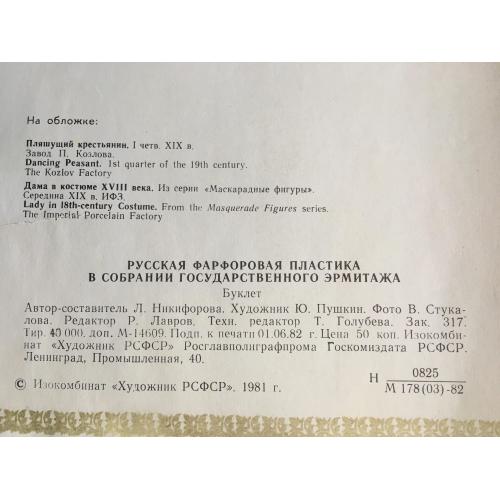 На обложке:
Пляшущий крестьянин. I четв. XIX в.
Завод П. Козлова.
Dancing Peasant. 1st quarter of the 19th century.
The Kozlov Factory
Дама в костюме XVIII века. Из серии «Маскарадные фигуры».
Середина XIX в. ИФЗ.
Lady in 18th-century Costume. From the Masquerade Figures series.
The Imperial Porcelain Factory
РУССКАЯ ФАРФОРОВАЯ ПЛАСТИКА
В СОБРАНИИ ГОСУДАРСТВЕННОГО ЭРМИТАЖА
Буклет
Автор-составитель Л. Никифорова. Художник Ю. Пушкин. Фото В. Стука-
лова. Редактор Р. Лавров. Техн. редактор Т. Голубева. Зак. 317.
Тир. 40 000. доп. М-14609. Подп. к печати 01.06.82 г. Цена 50 коп. Изокомби-
нат «Художник РСФСР» Росглавполиграфпрома Госкомиздата РСФСР.
Ленинград, Промышленная, 40.
© Изокомбинат «Художник РСФСР». 1981 г.
Н 0825
М 178(03)-82